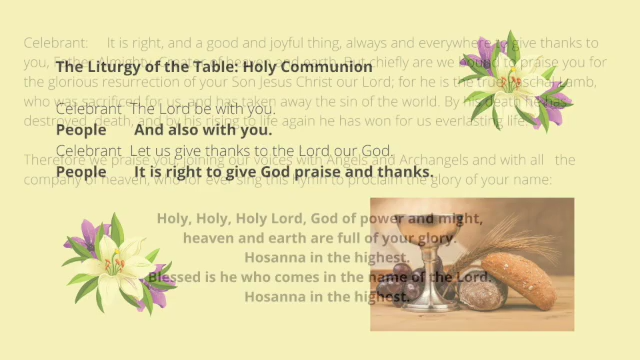 Celebrant: It is right, and a good and joyful thing, always and everywhere to give thanks to
you, Father Almighty, Creator of heaven and earth. But chiefly are we bound to praise you for
the glorious resurrection of your Son Jesus Christ our Lord; for he is the true Paschal Lamb,
who was sacrificed for us, and has taken away the sin of the world. By his death he has
destroyed death, and by his rising to life again he has won for us everlasting life.
Therefore we praise you, joining our voices with Angels and Archangels and with all the
company of heaven, who for ever sing this hymn to proclaim the glory of your name:
The Liturgy of the Table: Holy Communion
Celebrant The Lord be with you.
People And also with you.
Celebrant Let us give thanks to the Lord our God.
People It is right to give God praise and thanks.
Holy, Holy, Holy Lord, God of power and might,
heaven and earth are full of your glory.
Hosanna in the highest.
Blessed is he who comes in the name of the Lord.
Hosanna in the highest.